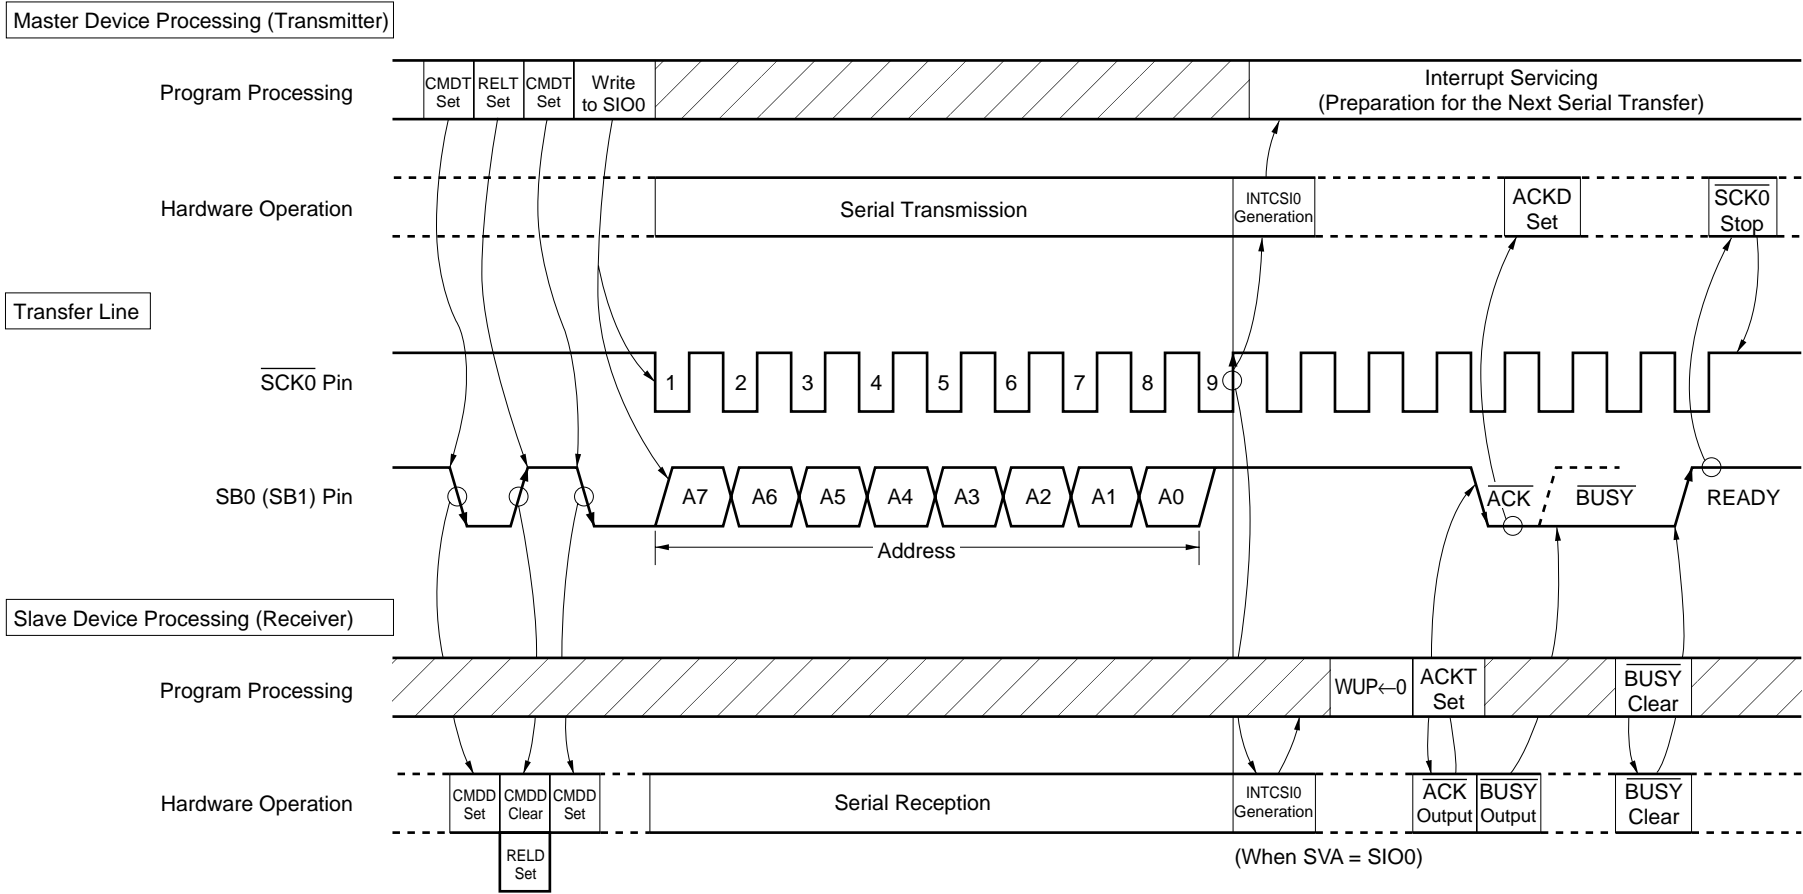 Master Device Processing (Transmitter)
Program Processing
CMDT Set
RELT Set
CMDT Set
Write to SIO0
Interrupt Servicing
(Preparation for the Next Serial Transfer)
Hardware Operation
Serial Transmission
INTCSI0 Generation
ACKD Set
SCK0 Stop
Transfer Line
SCK0 Pin
1 2 3 4 5 6 7 8 9
SB0 (SB1) Pin
A7 A6 A5 A4 A3 A2 A1 A0
ACK
BUSY
READY
Address
Slave Device Processing (Receiver)
Program Processing
WUP←0
ACKT Set
BUSY Clear
Hardware Operation
CMDD Set
CMDD Clear
CMDD Set
Serial Reception
INTCSI0 Generation
ACK Output
BUSY Output
BUSY Clear
RELD Set
(When SVA = SIO0)